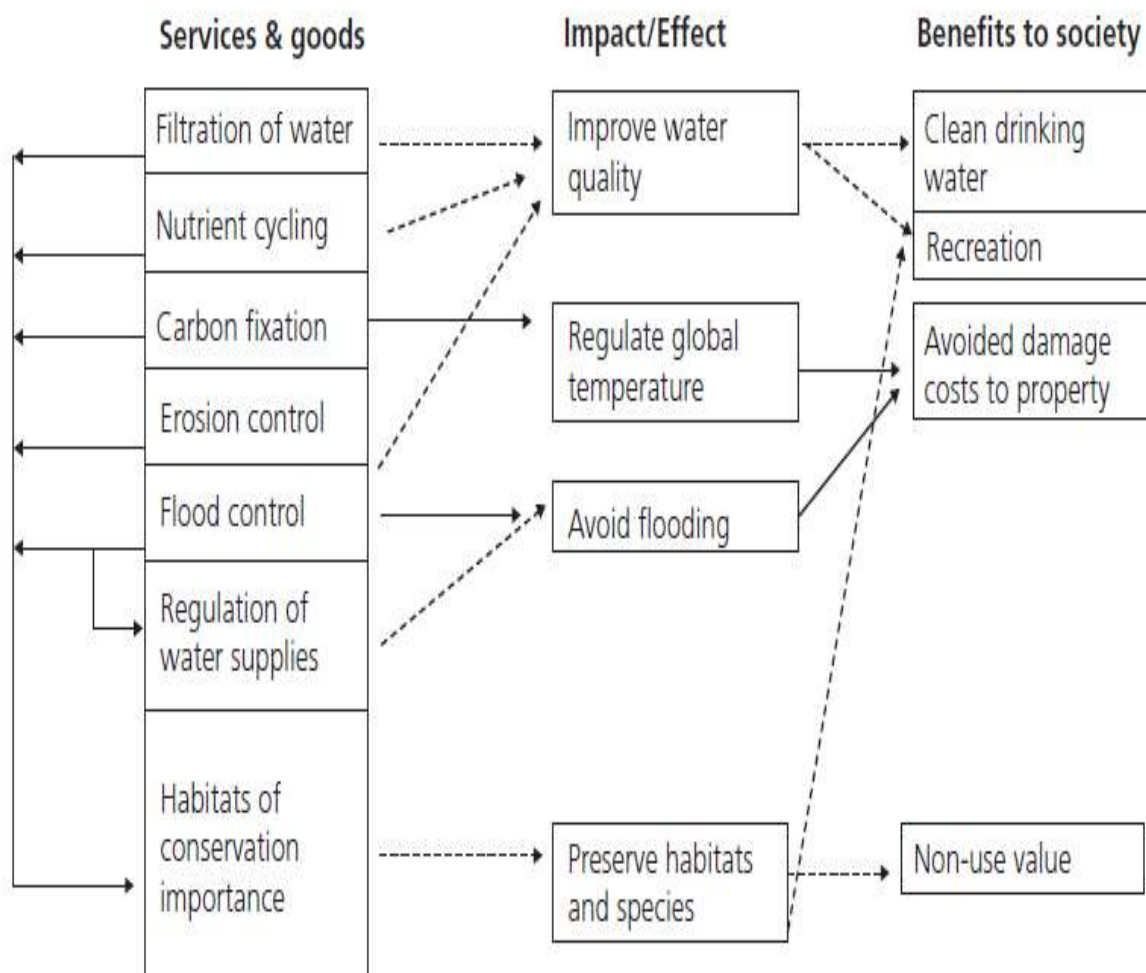 Services & goods
Impact/Effect
Benefits to society
Filtration of water
Nutrient cycling
Carbon fixation
Erosion control
Flood control
Regulation of
water supplies
Habitats of
conservation
importance
Improve water
quality
Regulate global
temperature
Avoid flooding
Preserve habitats
and species
Clean drinking
water
Recreation
Avoided damage
costs to property
Non-use value